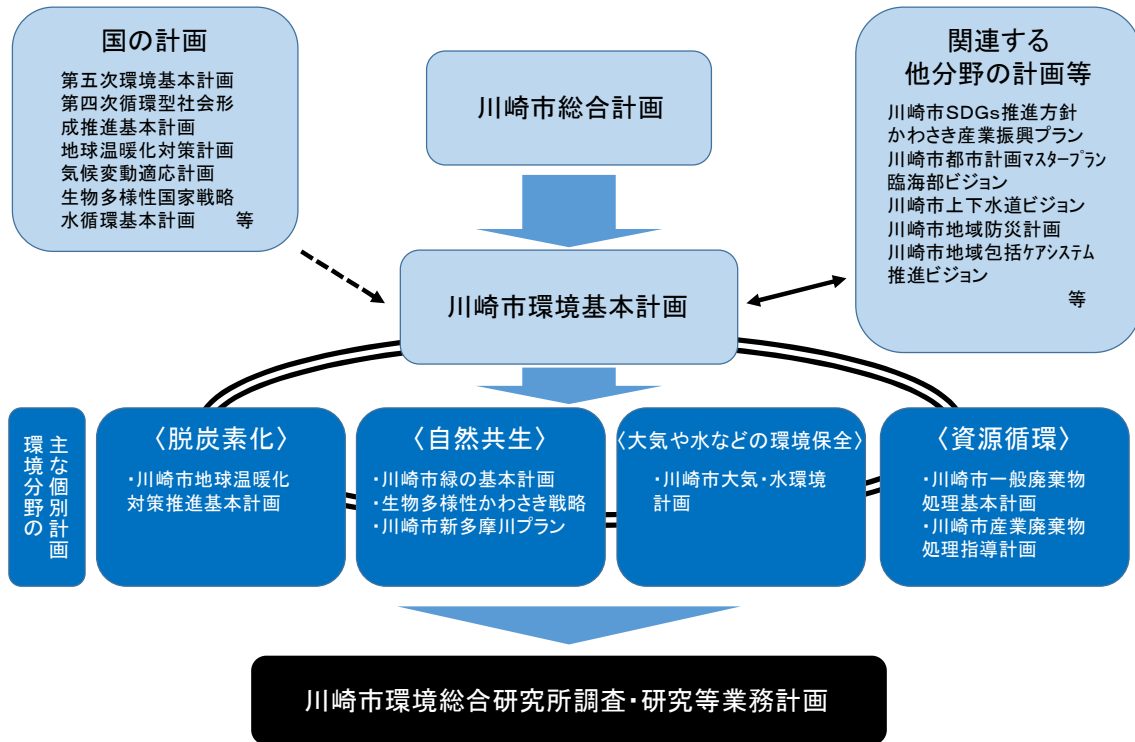 国の計画
第五次環境基本計画
第四次循環型社会形
成推進基本計画
地球温暖化対策計画
気候変動適応計画
生物多様性国家戦略
水循環基本計画　等
川崎市総合計画
関連する
他分野の計画等
川崎市SDGs推進方針
かわさき産業振興プラン
川崎市都市計画マスタープラン
臨海部ビジョン
川崎市上下水道ビジョン
川崎市地域防災計画
川崎市地域包括ケアシステム
推進ビジョン
等
川崎市環境基本計画
環境分野の
主な個別計画
〈脱炭素化〉
・川崎市地球温暖化
対策推進基本計画
〈自然共生〉
・川崎市緑の基本計画
・生物多様性かわさき戦略
・川崎市新多摩川プラン
〈大気や水などの環境保全〉
・川崎市大気・水環境
計画
〈資源循環〉
・川崎市一般廃棄物
処理基本計画
・川崎市産業廃棄物
処理指導計画
川崎市環境総合研究所調査・研究等業務計画